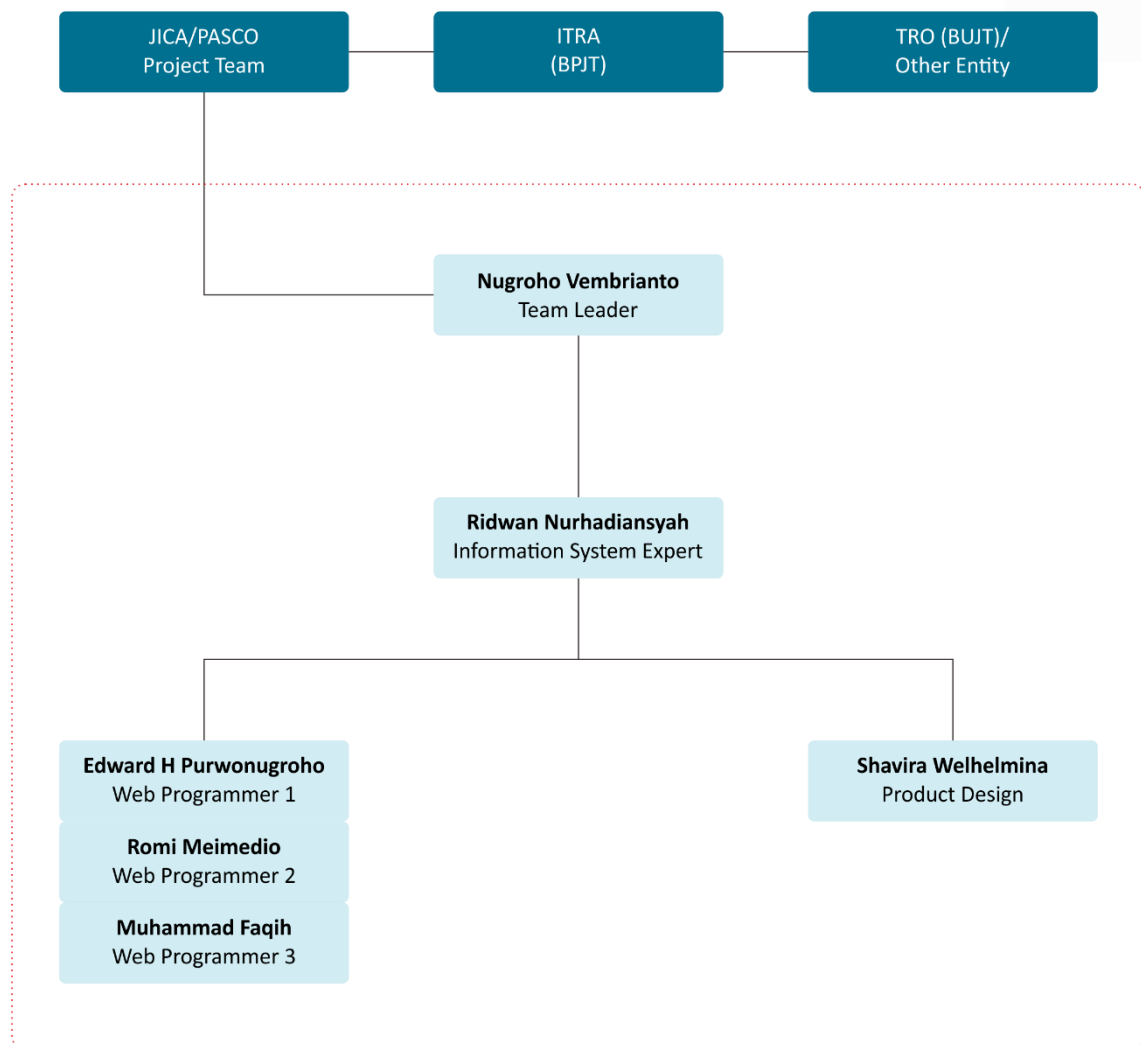 JICA/PASCO
Project Team
ITRA
(BPJT)
TRO (BUJT)/
Other Entity
Nugroho Vembrianto
Team Leader
Ridwan Nurhadiansyah
Information System Expert
Edward H Purwonugroho
Web Programmer 1
Romi Meimedio
Web Programmer 2
Muhammad Faqih
Web Programmer 3
Shavira Welhelmina
Product Design